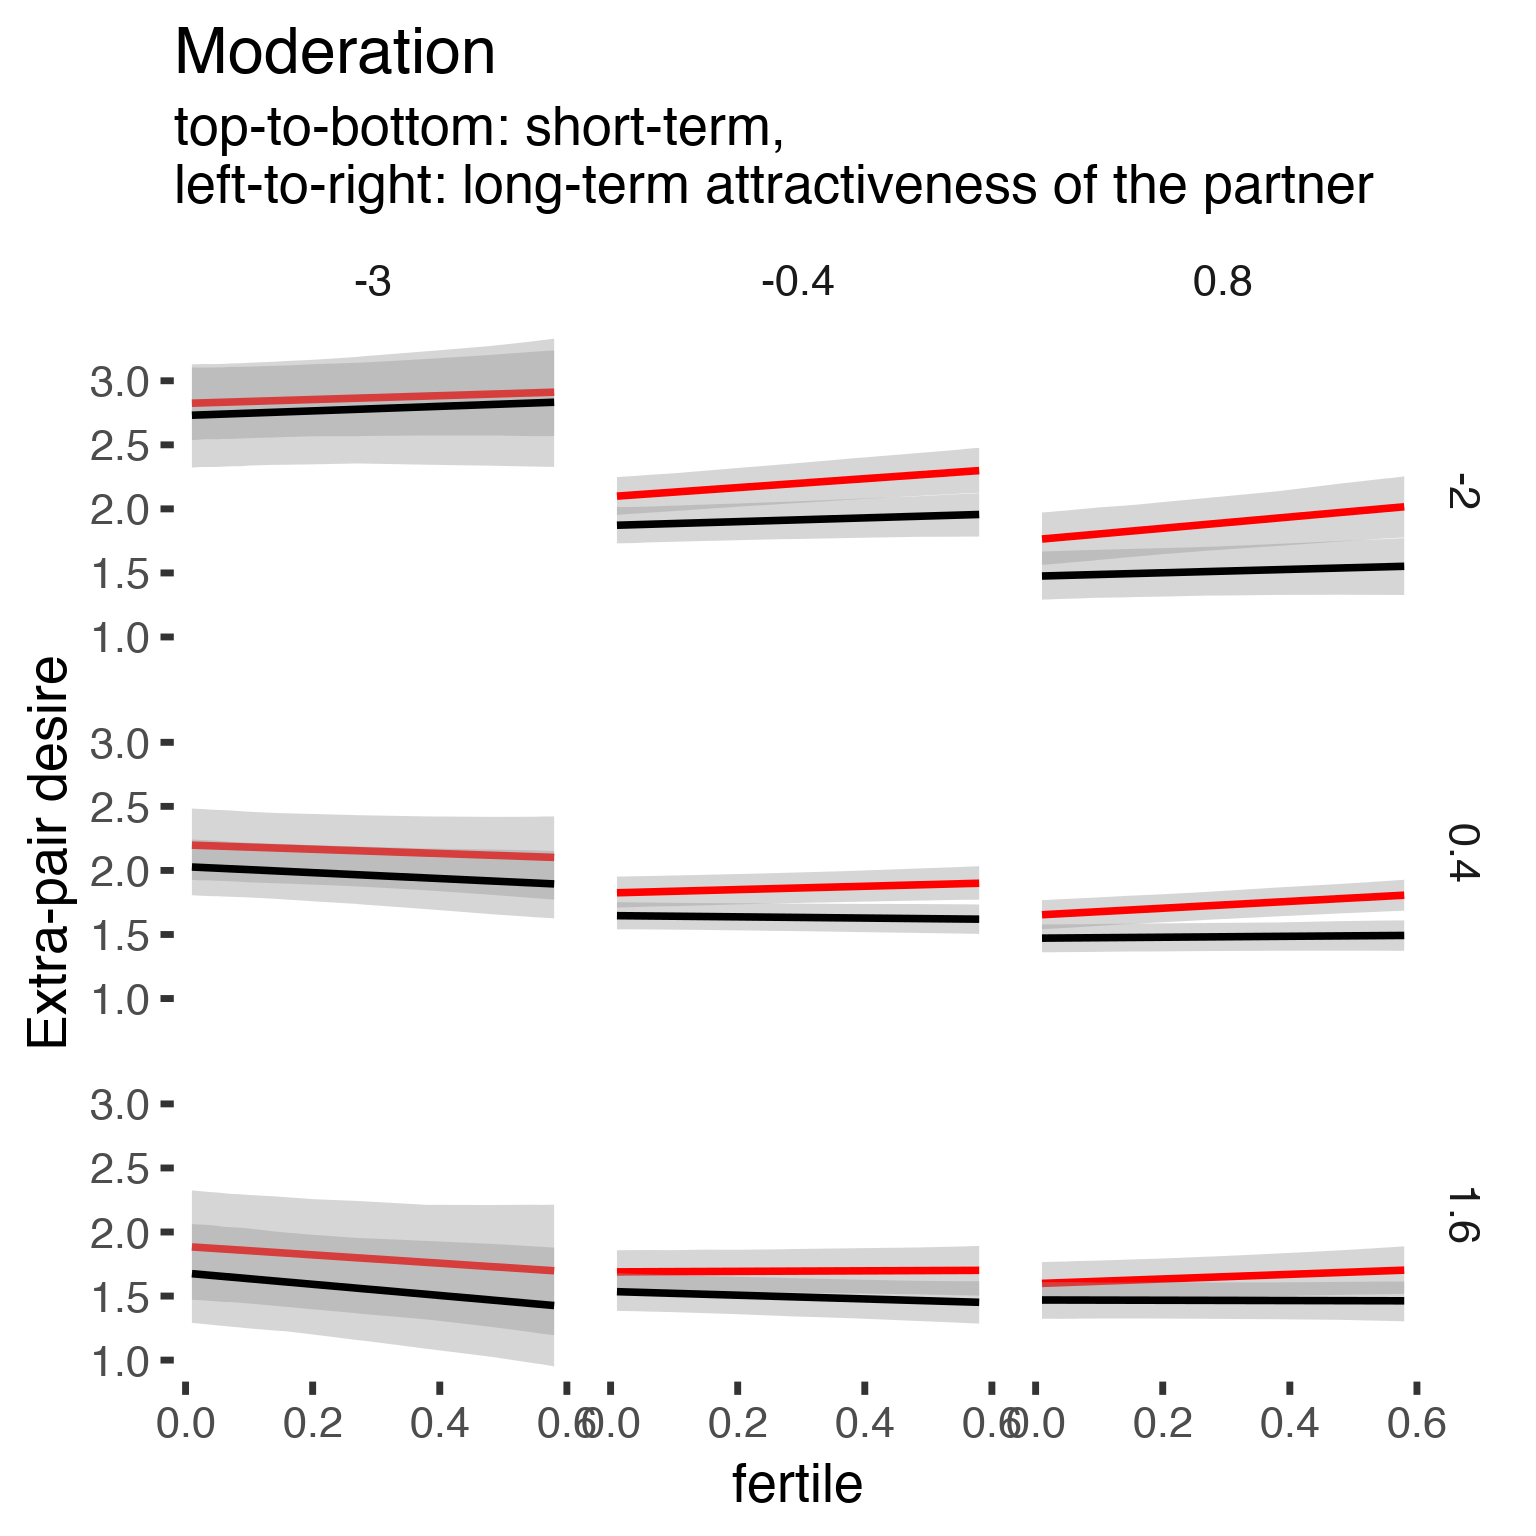 Moderation
top-to-bottom: short-term,
left-to-right: long-term attractiveness of the partner
-3 -0.4 0.8
3.0
2.5
2.0
1.5
1.0
-2
Extra-pair desire
3.0
2.5
2.0
1.5
1.0
0.4
3.0
2.5
2.0
1.5
1.0
1.6
0.0 0.2 0.4 0.6 0.0 0.2 0.4 0.6 0.0 0.2 0.4 0.6
fertile